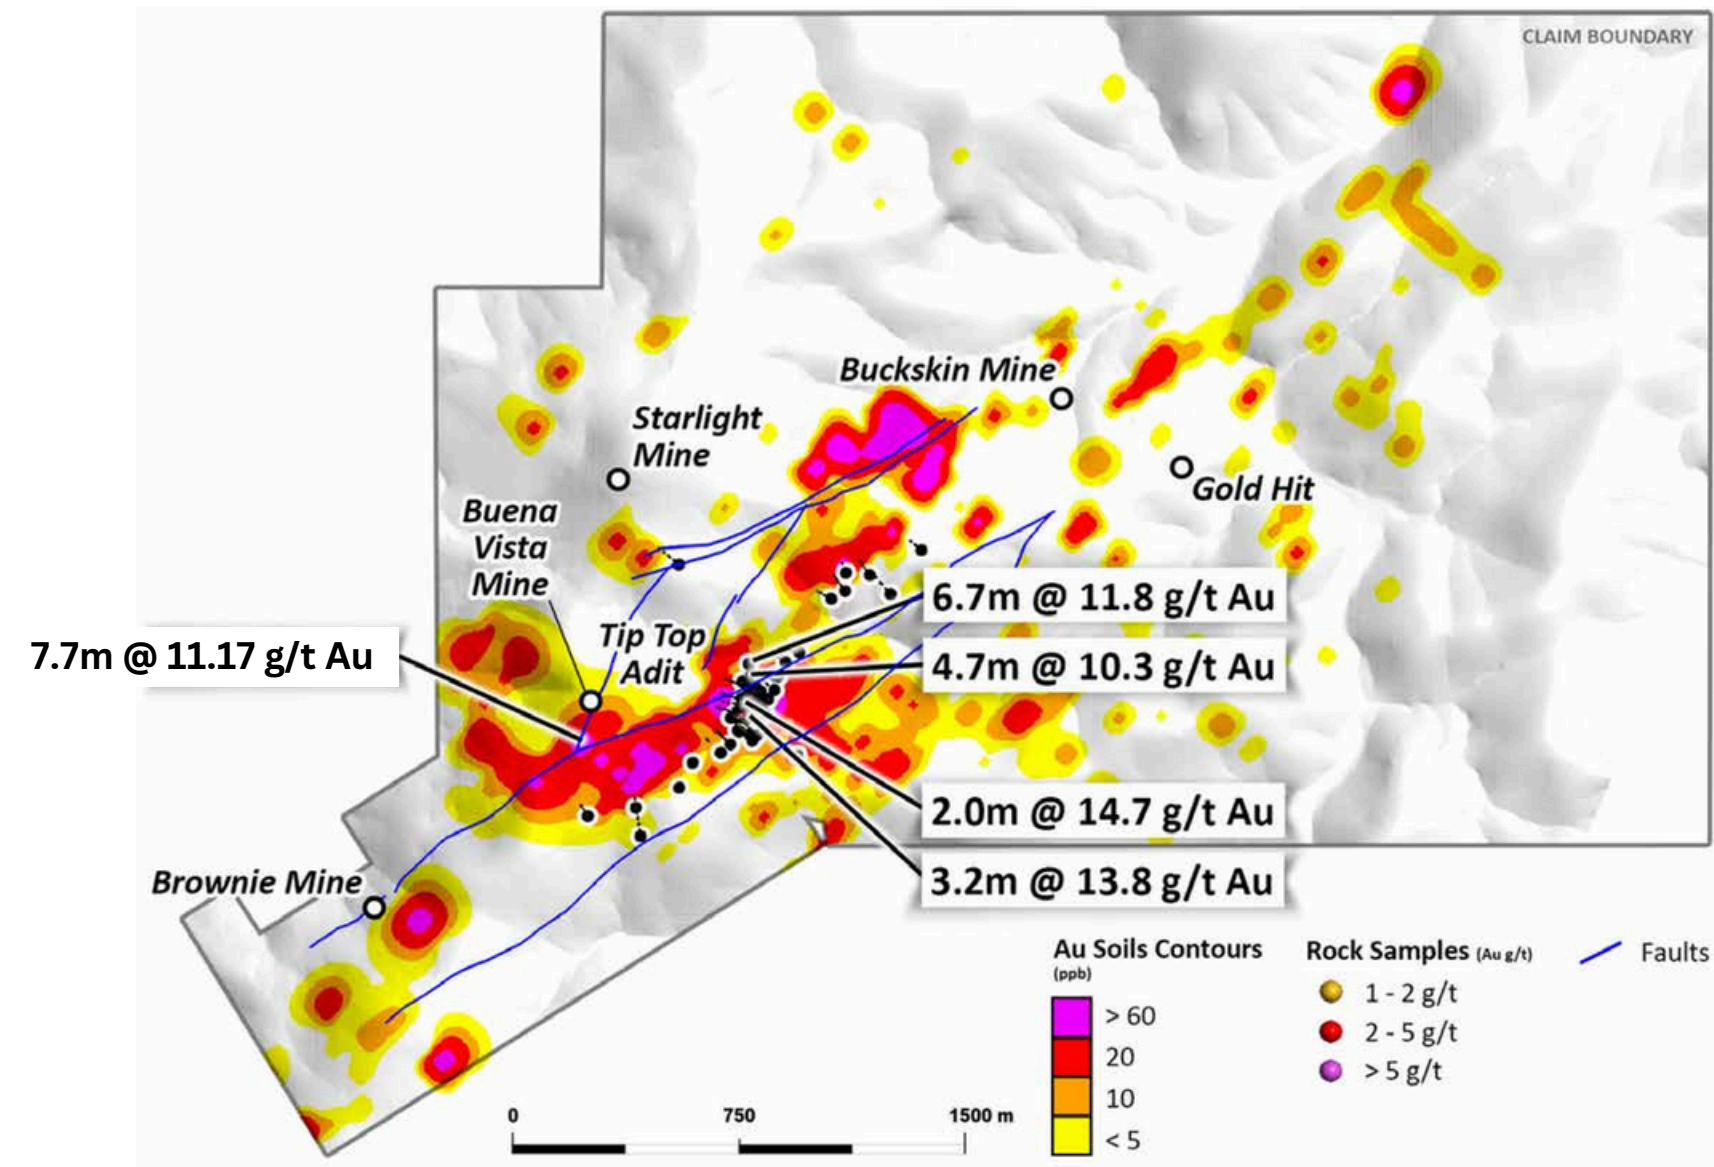 CLAIM BOUNDARY
Buckskin Mine
Starlight
Mine
Gold Hit
Buena
Vista
Mine
Tip Top
Adit
6.7m @ 11.8 g/t Au
7.7m @ 11.17 g/t Au
4.7m @ 10.3 g/t Au
2.0m @ 14.7 g/t Au
3.2m @ 13.8 g/t Au
Brownie Mine
Au Soils Contours
(ppb)
> 60
20
10
< 5
Rock Samples (Au g/t)
1 - 2 g/t
2 - 5 g/t
> 5 g/t
Faults
0 750 1500 m